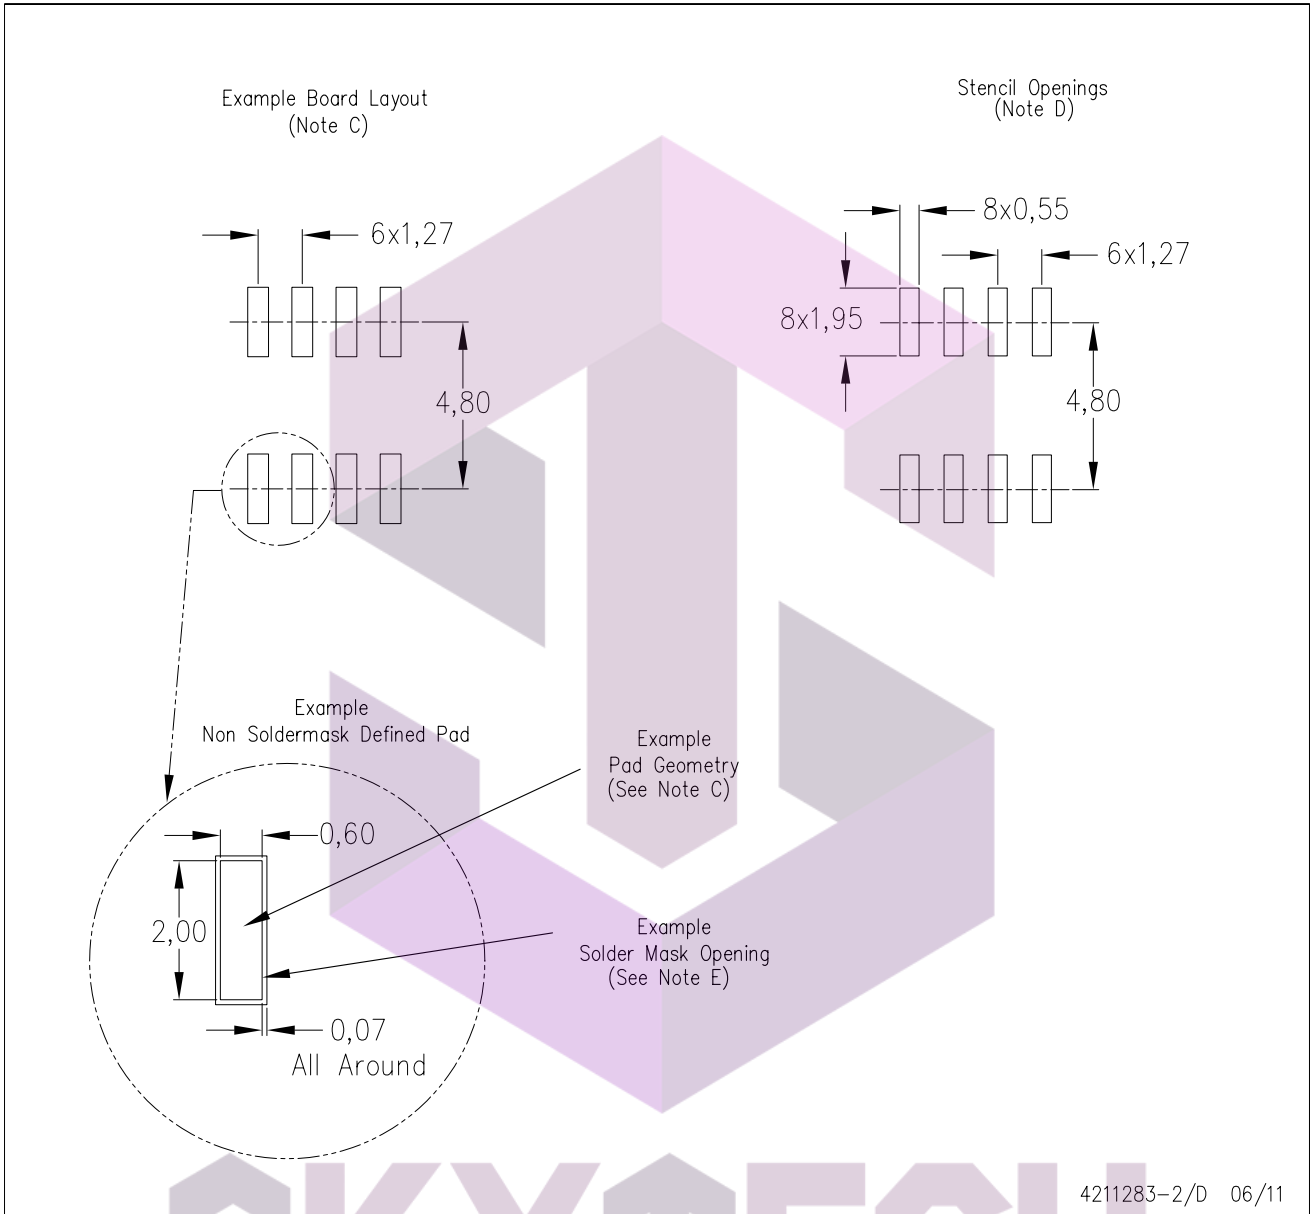 Example Board Layout
(Note C)
Stencil Openings
(Note D)
6x1,27
8x0,55
6x1,27
8x1,95
4,80
4,80
Example
Non Soldermask Defined Pad
Example
Pad Geometry
(See Note C)
0,60
2,00
Example
Solder Mask Opening
(See Note E)
0,07
All Around
4211283-2/D 06/11